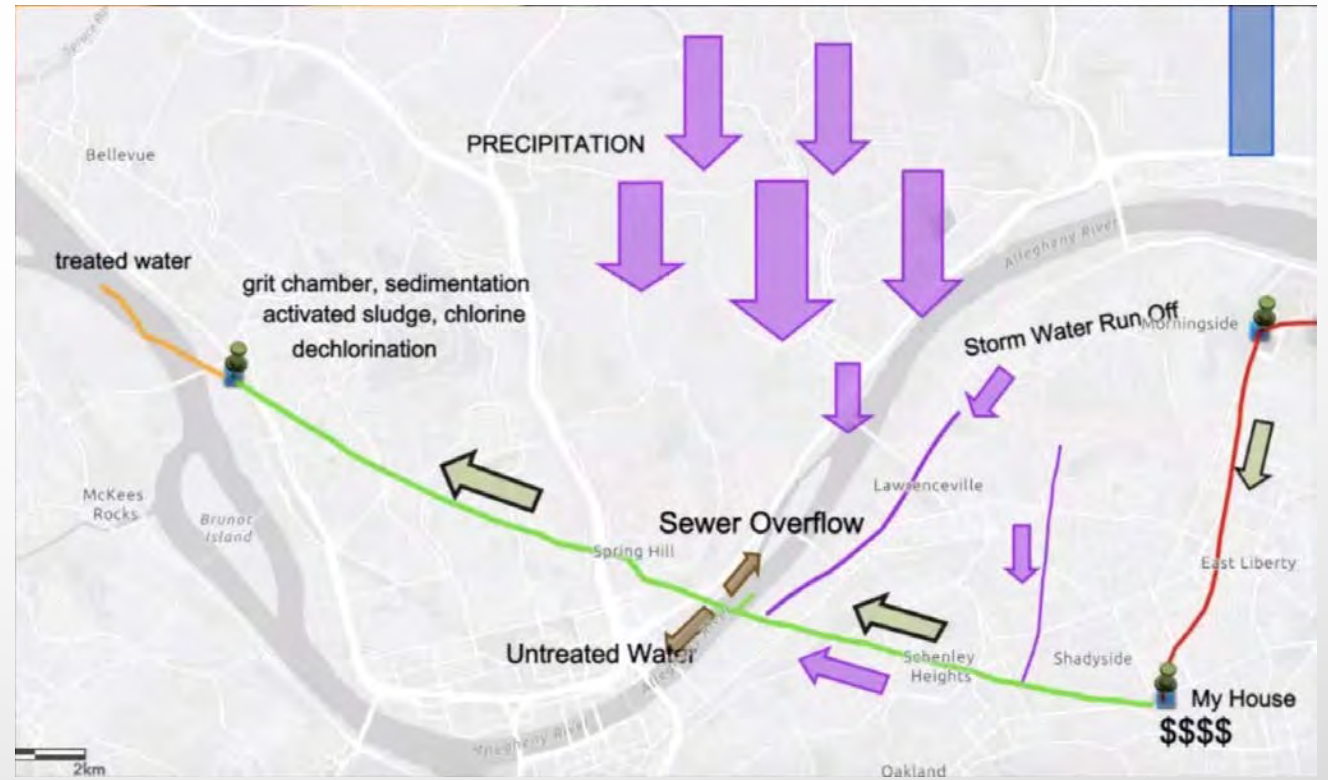 PRECIPITATION
Bellevue
Allegheny River
treated water
grit chamber, sedimentation
activated sludge, chlorine
dechlorination
Storm Water Run Off
Morningside
McKees
Rocks
Brunot
Island
Lawrenceville
Sewer Overflow
Spring Hill
East Liberty
Untreated Water
Schenley
Heights
Shadyside
My House
$$$$
Allegheny River
2km
Oakland